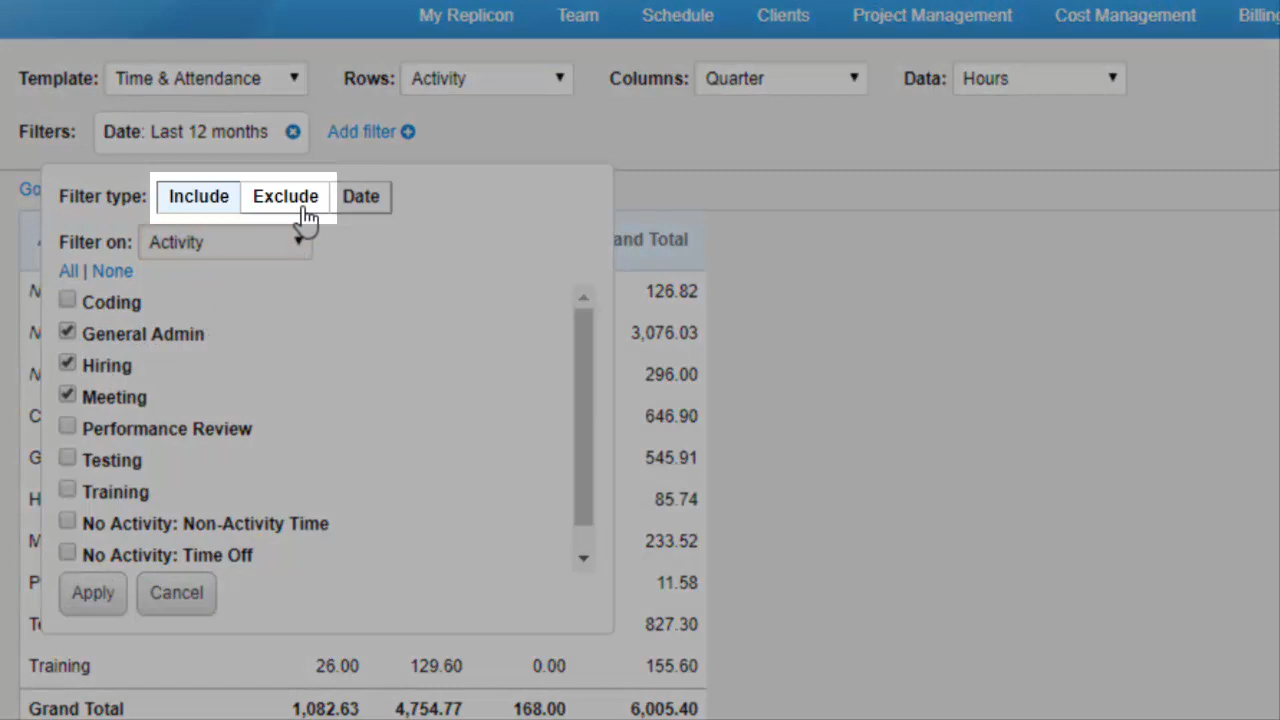 My Replicon Team Schedule Clients Project Management Cost Management Billing
Template: Time & Attendance Rows: Activity Columns: Quarter Data: Hours
Filters: Date: Last 12 months Add filter
Go
Filter type: Include Exclude Date
Filter on: Activity
and Total
All | None
Coding
N 126.82
General Admin
N 3,076.03
Hiring
N 296.00
Meeting
C 646.90
Performance Review
G 545.91
Testing
Training
H 85.74
No Activity: Non-Activity Time
M 233.52
No Activity: Time Off
P 11.58
Apply Cancel
Te 827.30
Training 26.00 129.60 0.00 155.60
Grand Total 1,082.63 4,754.77 168.00 6,005.40